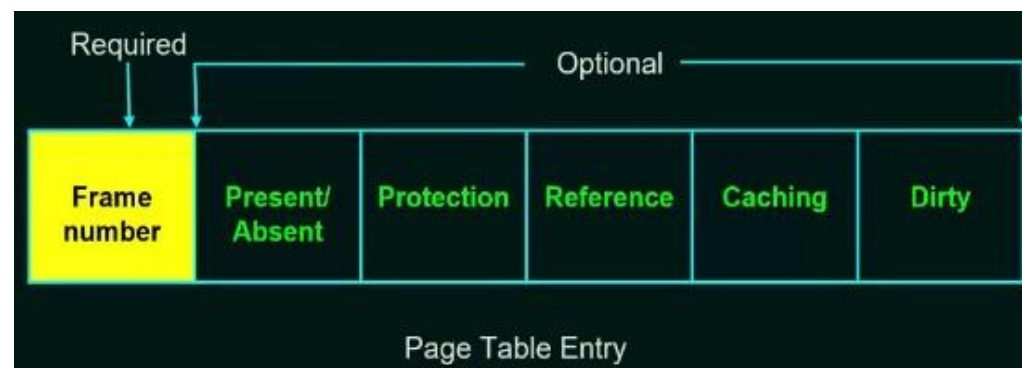 Required
Optional
Frame
number
Present/
Absent
Protection
Reference
Caching
Dirty
Page Table Entry